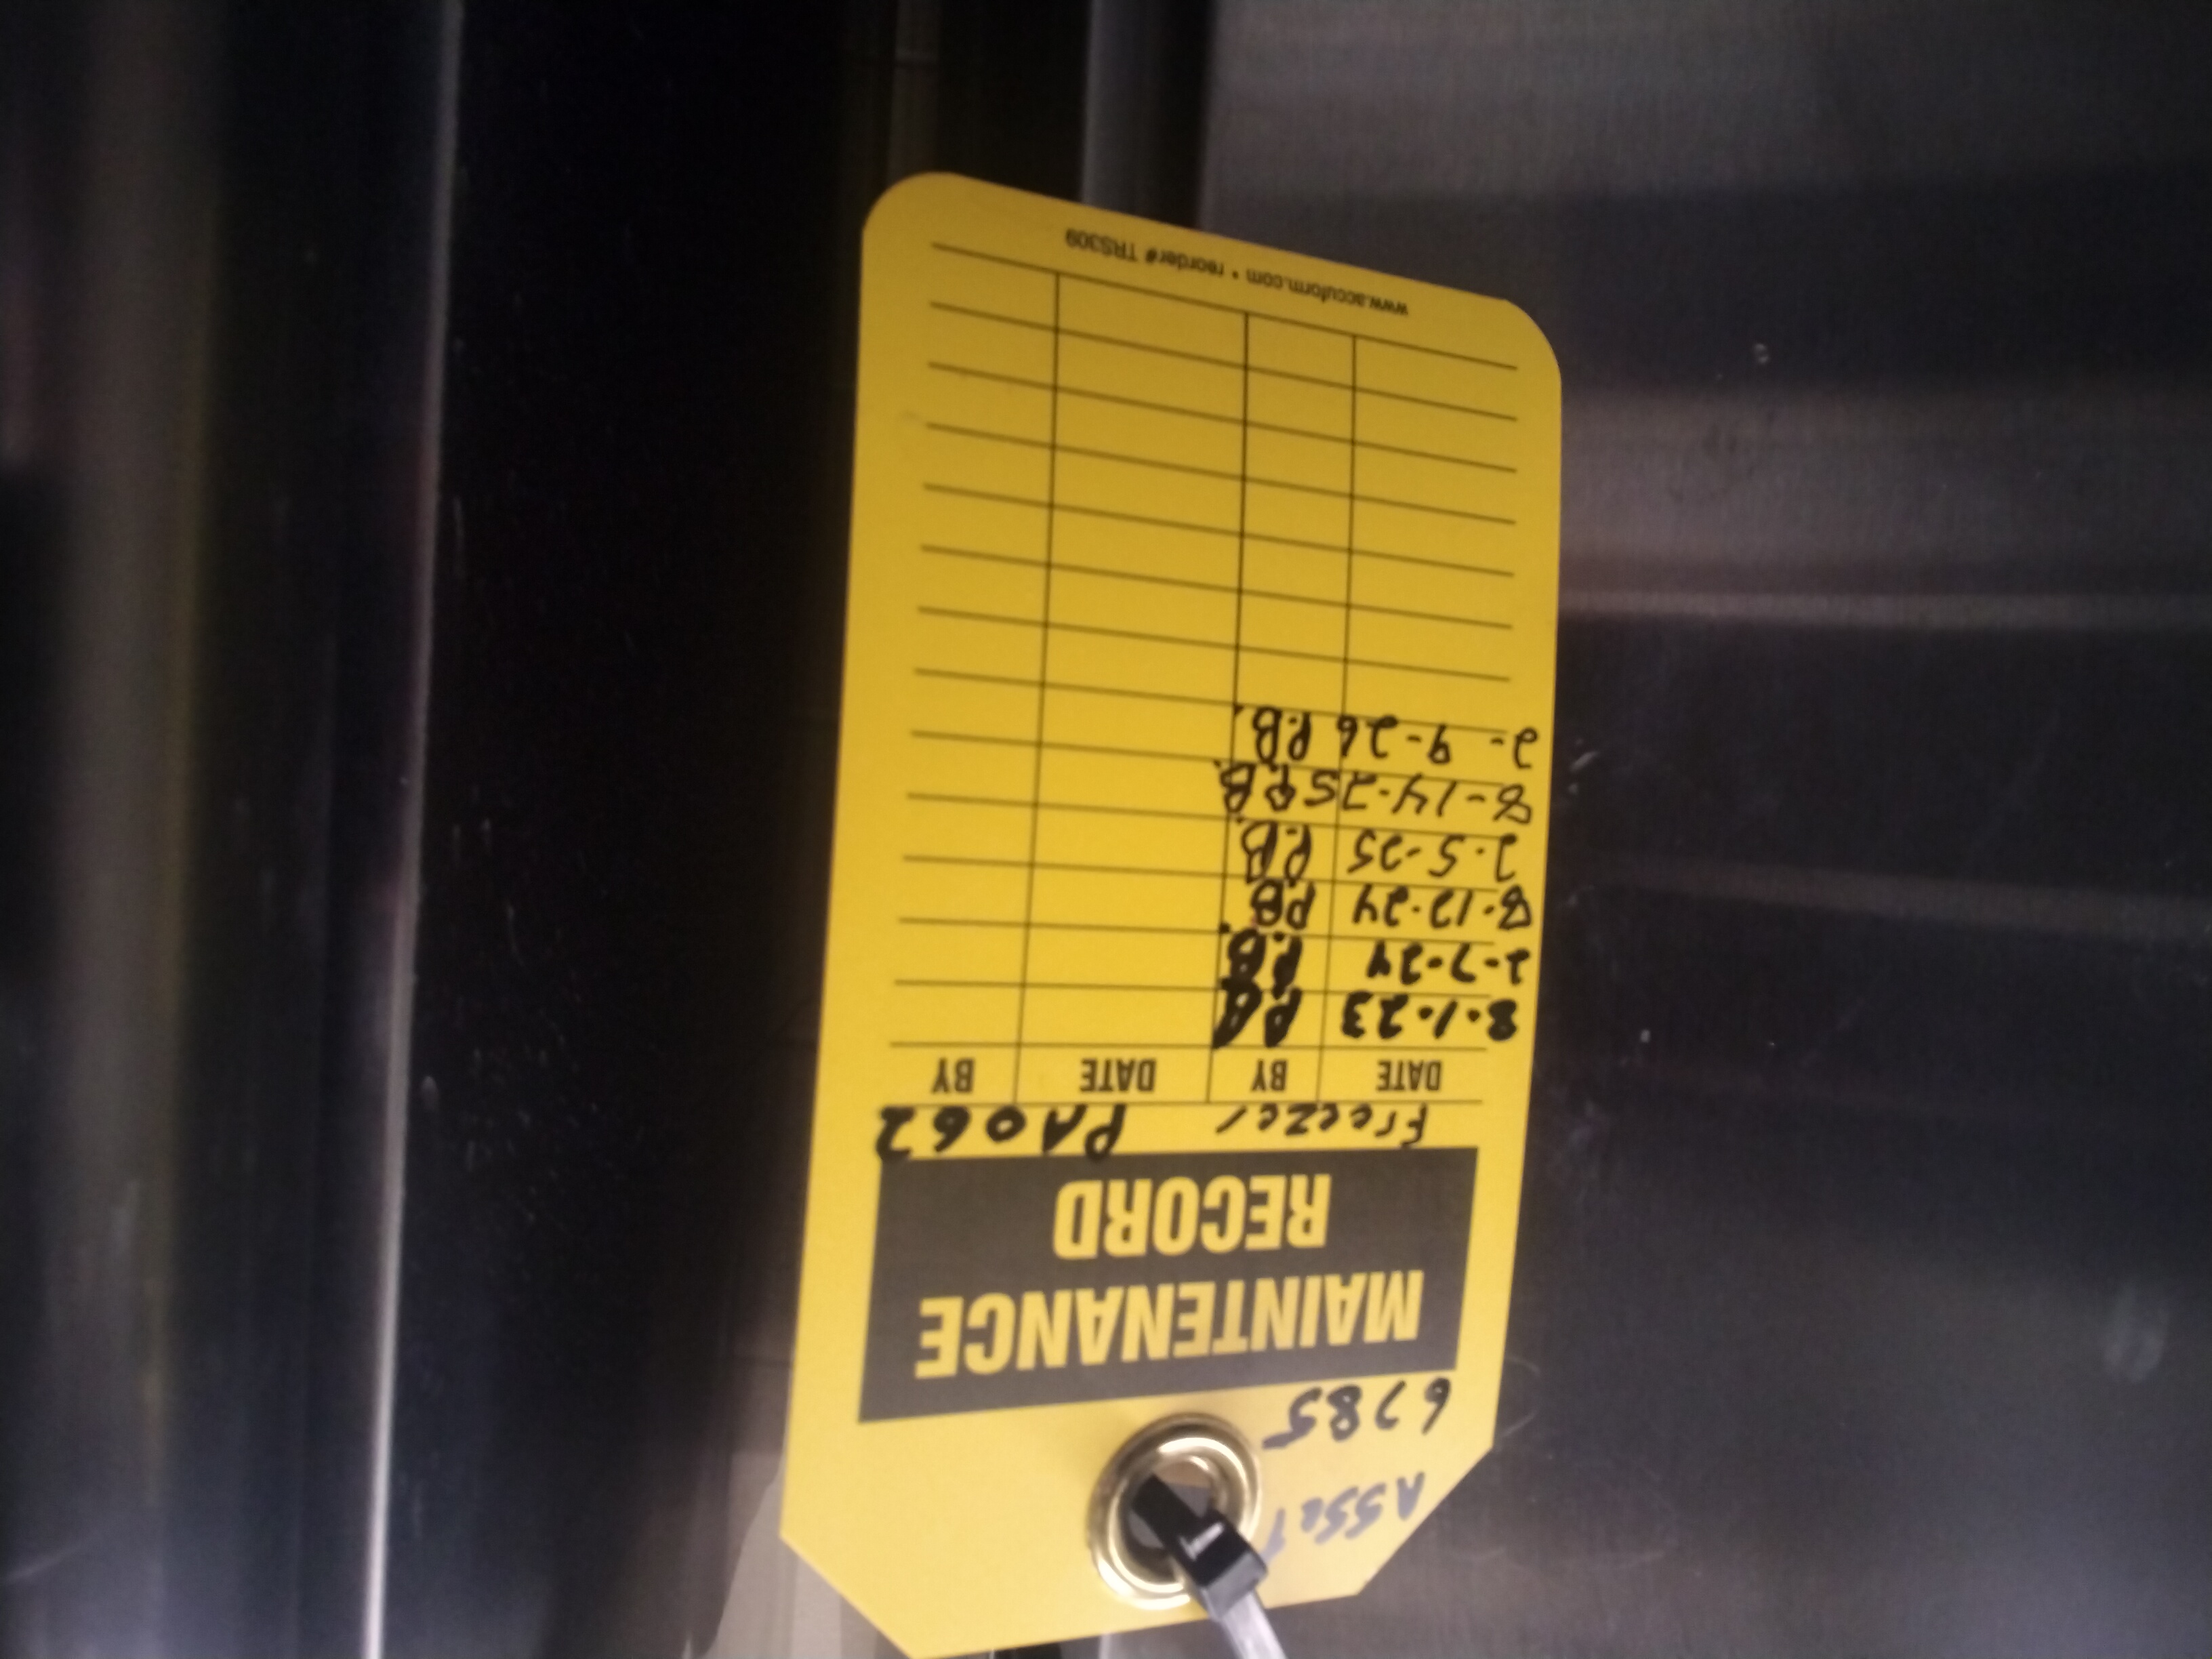 Asset
6785
MAINTENANCE
RECORD
Freezer PA062
DATE BY DATE BY
8.1.23 P.B
2-7-24 P.B.
8-12-24 P.B
2-5-25 P.B.
8-14-25 P.B.
2-9-26 P.B.
www.accuform.com * reorder# TRS309